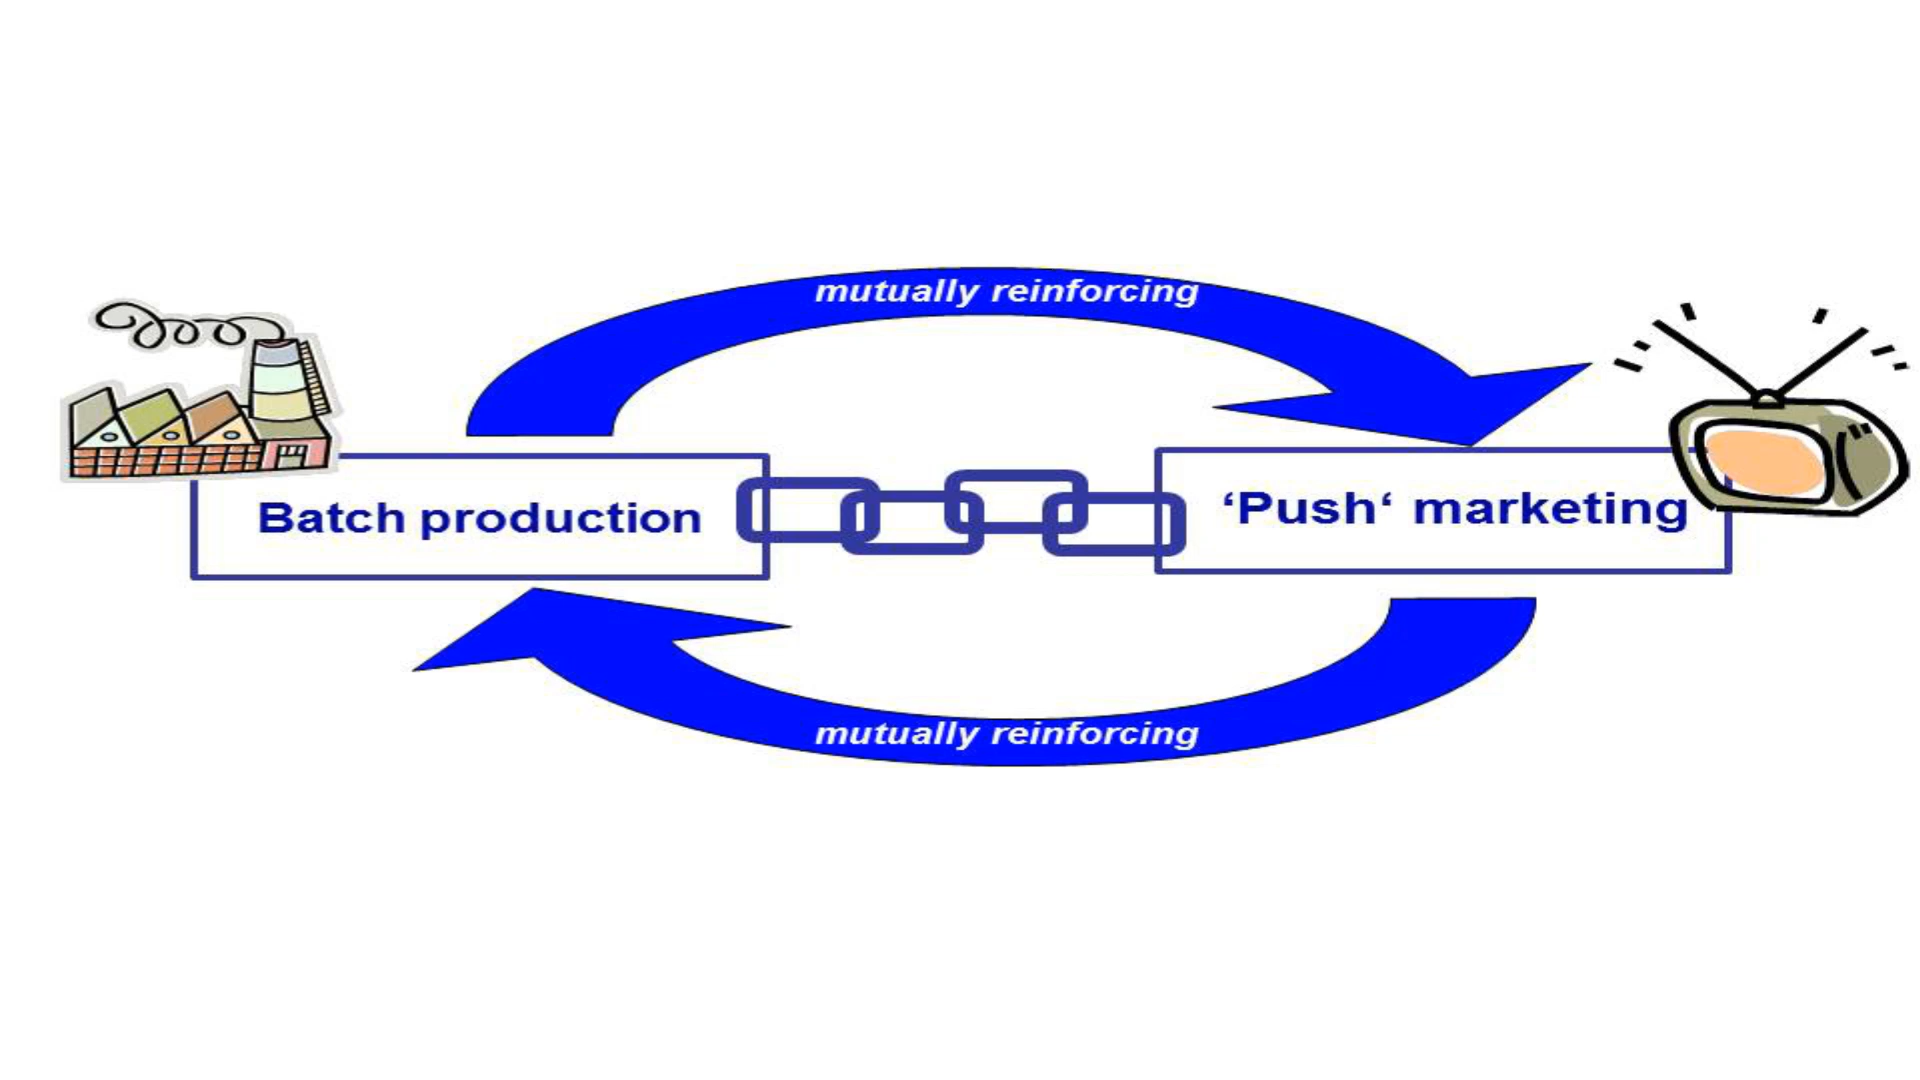 mutually reinforcing
Batch production
‘Push‘ marketing
mutually reinforcing